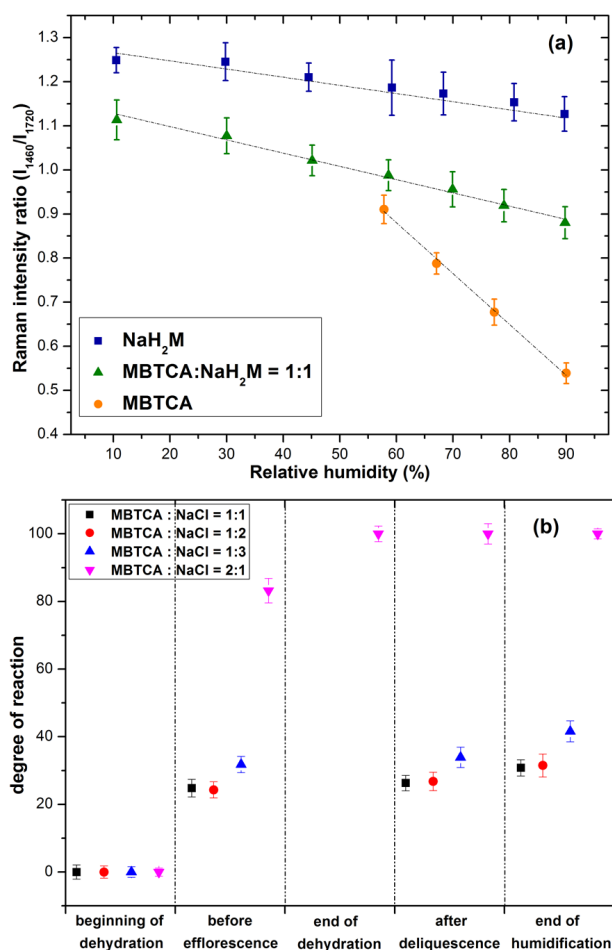 (a)
Raman intensity ratio (I₁₄₆₀/I₁₇₂₀)
1.3
1.2
1.1
1.0
0.9
0.8
0.7
0.6
0.5
0.4
NaH₂M
MBTCA:NaH₂M = 1:1
MBTCA
10 20 30 40 50 60 70 80 90
Relative humidity (%)
(b)
MBTCA : NaCl = 1:1
MBTCA : NaCl = 1:2
MBTCA : NaCl = 1:3
MBTCA : NaCl = 2:1
degree of reaction
100
80
60
40
20
0
beginning of dehydration
before efflorescence
end of dehydration
after deliquescence
end of humidification